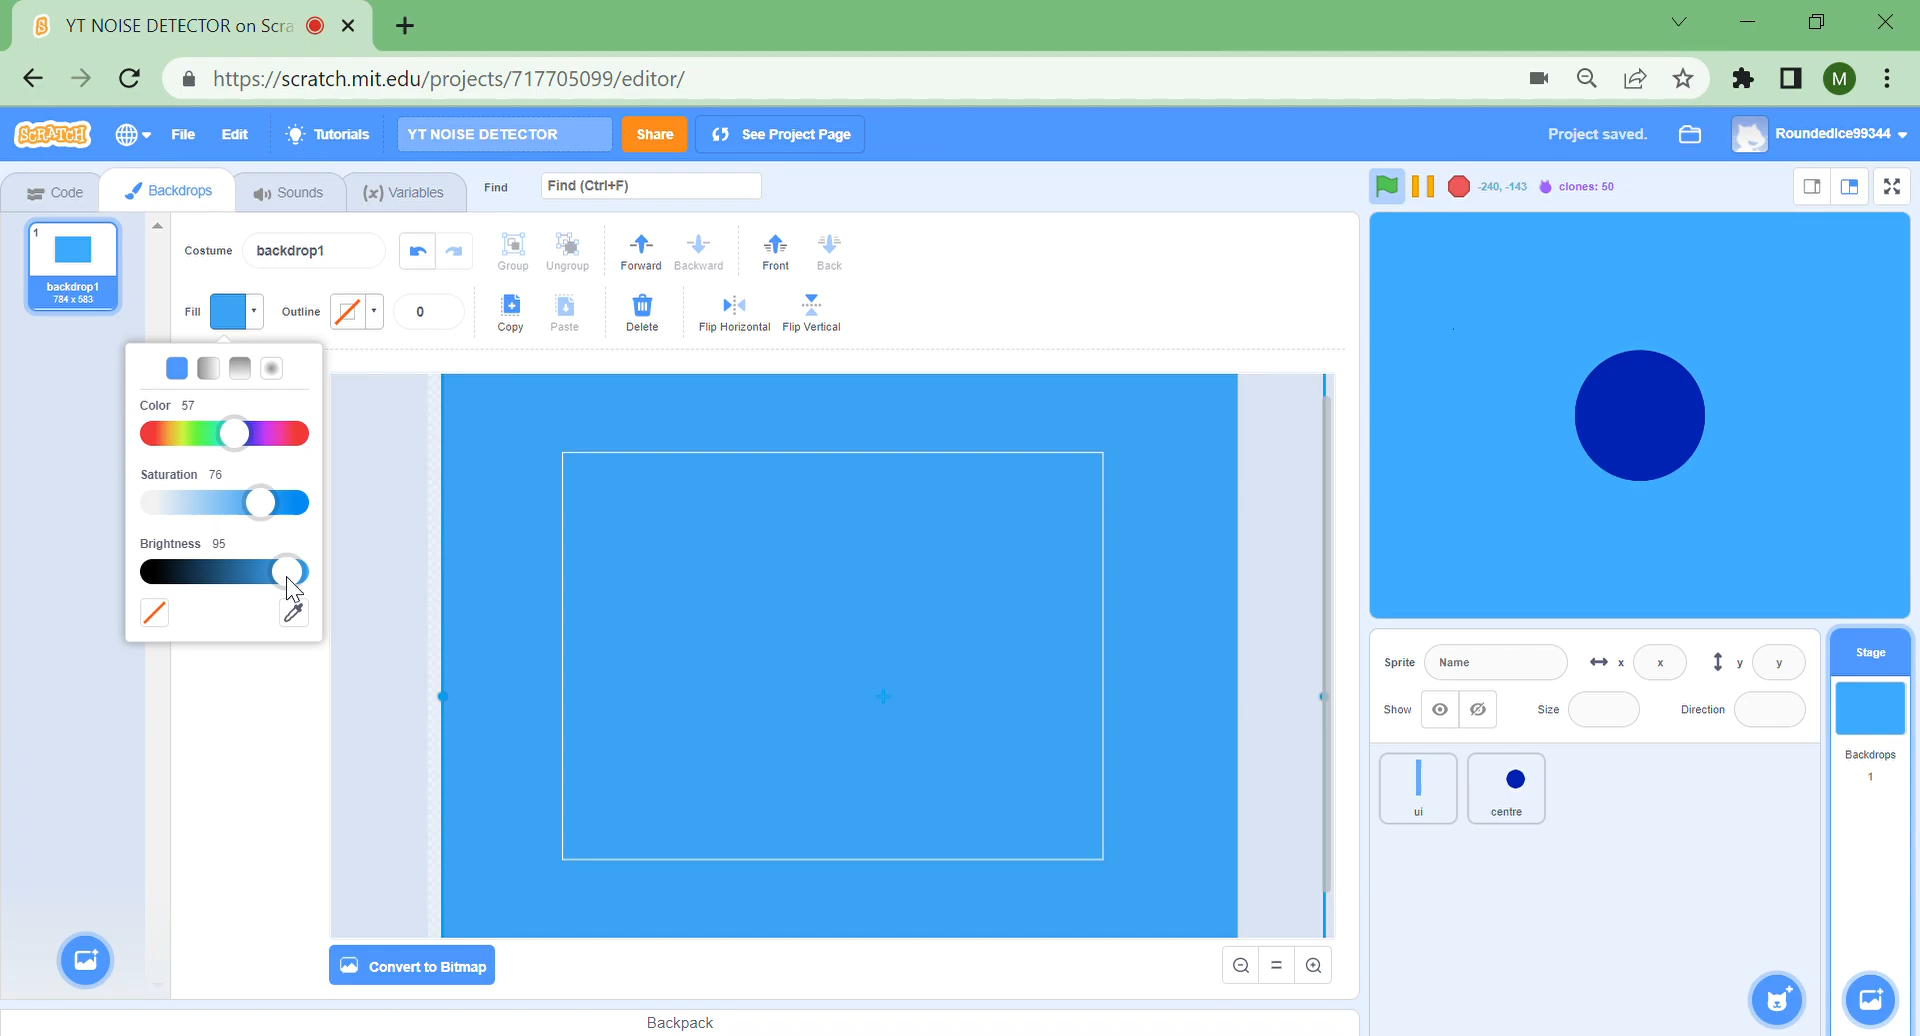 YT NOISE DETECTOR on Scra
https://scratch.mit.edu/projects/717705099/editor/
M
SCRATCH File Edit Tutorials YT NOISE DETECTOR Share See Project Page Project saved. RoundedIce99344
Code Backdrops Sounds (x) Variables Find Find (Ctrl+F) -240, -143 clones: 50
1
backdrop1
784 x 583
Costume backdrop1 Group Ungroup Forward Backward Front Back
Fill Outline 0 Copy Paste Delete Flip Horizontal Flip Vertical
Color 57
Saturation 76
Brightness 95
Convert to Bitmap
Backpack
Sprite Name x x y y
Show Size Direction
ui centre
Stage
Backdrops
1